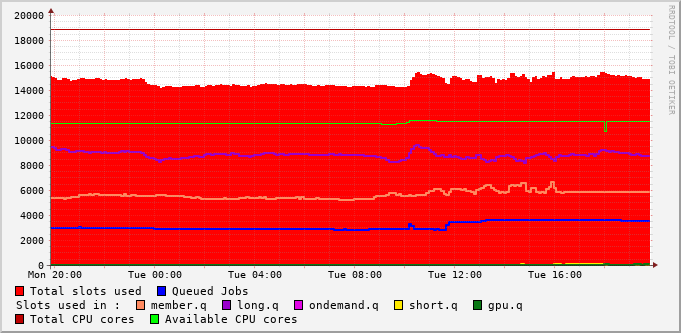 20000
18000
16000
14000
12000
10000
8000
6000
4000
2000
0
Mon 20:00 Tue 00:00 Tue 04:00 Tue 08:00 Tue 12:00 Tue 16:00
Total slots used Queued Jobs
Slots used in : member.q long.q ondemand.q short.q gpu.q
Total CPU cores Available CPU cores
RRDTOOL / TOBI OETIKER